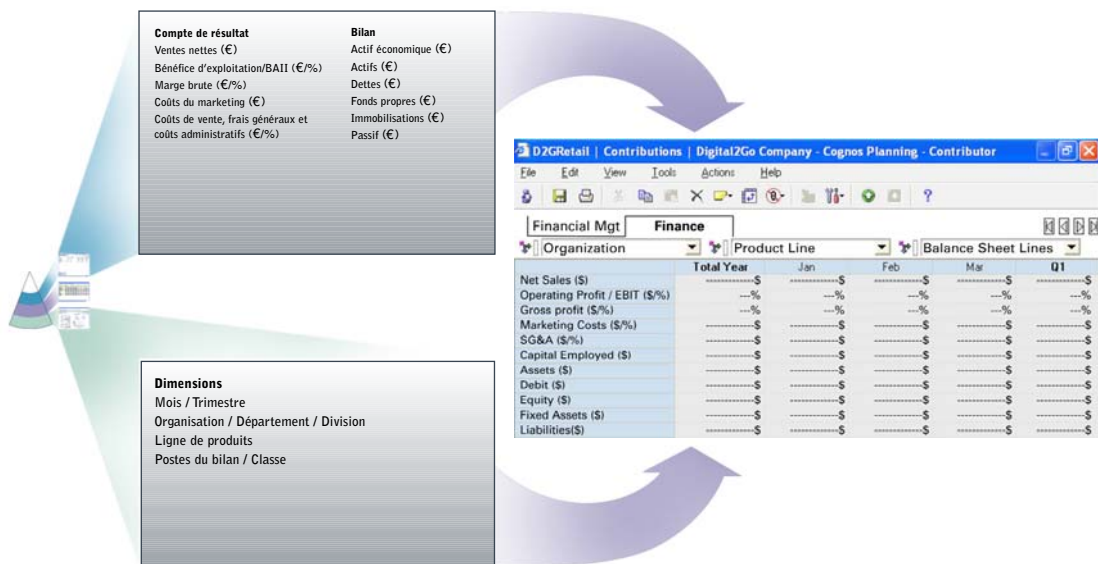 Compte de résultat
Ventes nettes (€)
Bénéfice d'exploitation/BAII (€/%)
Marge brute (€/%)
Coûts du marketing (€)
Coûts de vente, frais généraux et
coûts administratifs (€/%)
Bilan
Actif économique (€)
Actifs (€)
Dettes (€)
Fonds propres (€)
Immobilisations (€)
Passif (€)
Dimensions
Mois / Trimestre
Organisation / Département / Division
Ligne de produits
Postes du bilan / Classe
D2GRetail | Contributions | Digital2Go Company - Cognos Planning - Contributor
File Edit View Tools Actions Help
Financial Mgt Finance
Organization Product Line Balance Sheet Lines
Total Year Jan Feb Mar Q1
Net Sales ($) ------------$ ------------$ ------------$ ------------$ ------------$
Operating Profit / EBIT ($/%) ---% ---% ---% ---% ---%
Gross profit ($/%) ---% ---% ---% ---% ---%
Marketing Costs ($/%) ------------$ ------------$ ------------$ ------------$ ------------$
SG&A ($/%) ------------$ ------------$ ------------$ ------------$ ------------$
Capital Employed ($) ------------$ ------------$ ------------$ ------------$ ------------$
Assets ($) ------------$ ------------$ ------------$ ------------$ ------------$
Debit ($) ------------$ ------------$ ------------$ ------------$ ------------$
Equity ($) ------------$ ------------$ ------------$ ------------$ ------------$
Fixed Assets ($) ------------$ ------------$ ------------$ ------------$ ------------$
Liabilities($) ------------$ ------------$ ------------$ ------------$ ------------$